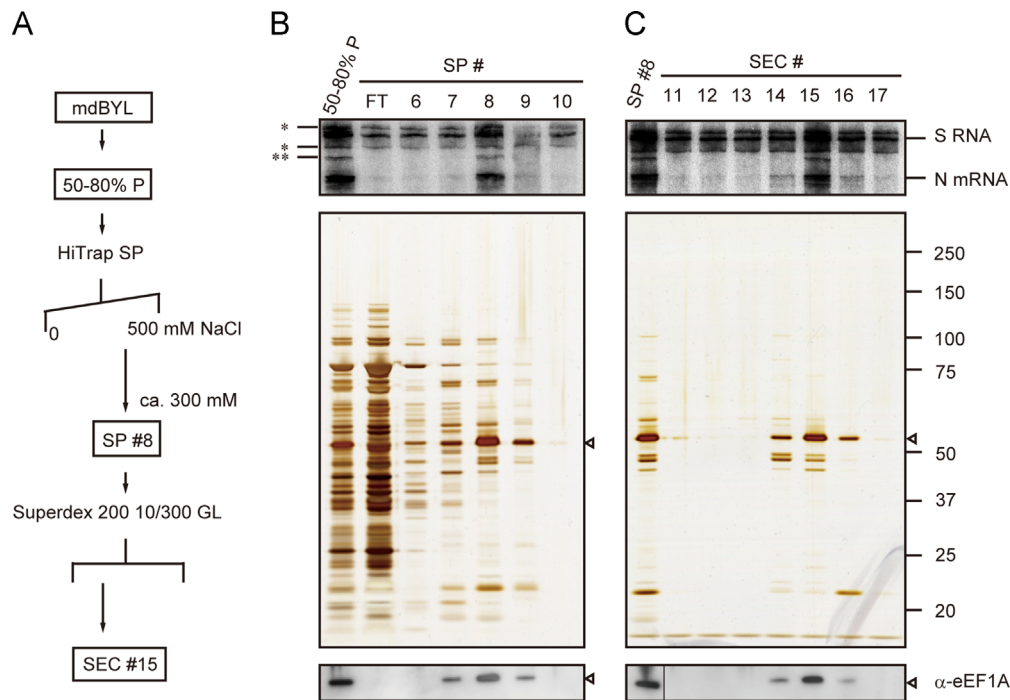 A
mdBYL
50-80% P
HiTrap SP
0
500 mM NaCl
ca. 300 mM
SP #8
Superdex 200 10/300 GL
SEC #15
B
50-80% P
SP #
FT 6 7 8 9 10
*
*
**
C
SP #8
SEC #
11 12 13 14 15 16 17
S RNA
N mRNA
250
150
100
75
50
37
25
20
α-eEF1A